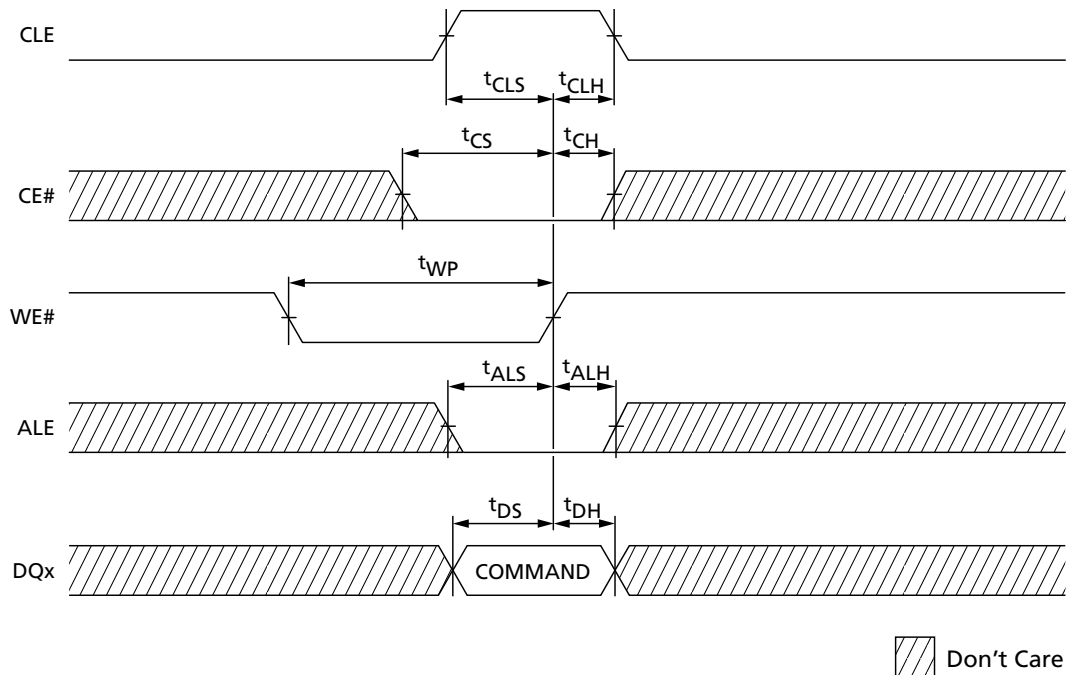 CLE
tCLS tCLH
tCS tCH
CE#
tWP
WE#
tALS tALH
ALE
tDS tDH
DQx COMMAND
Don't Care